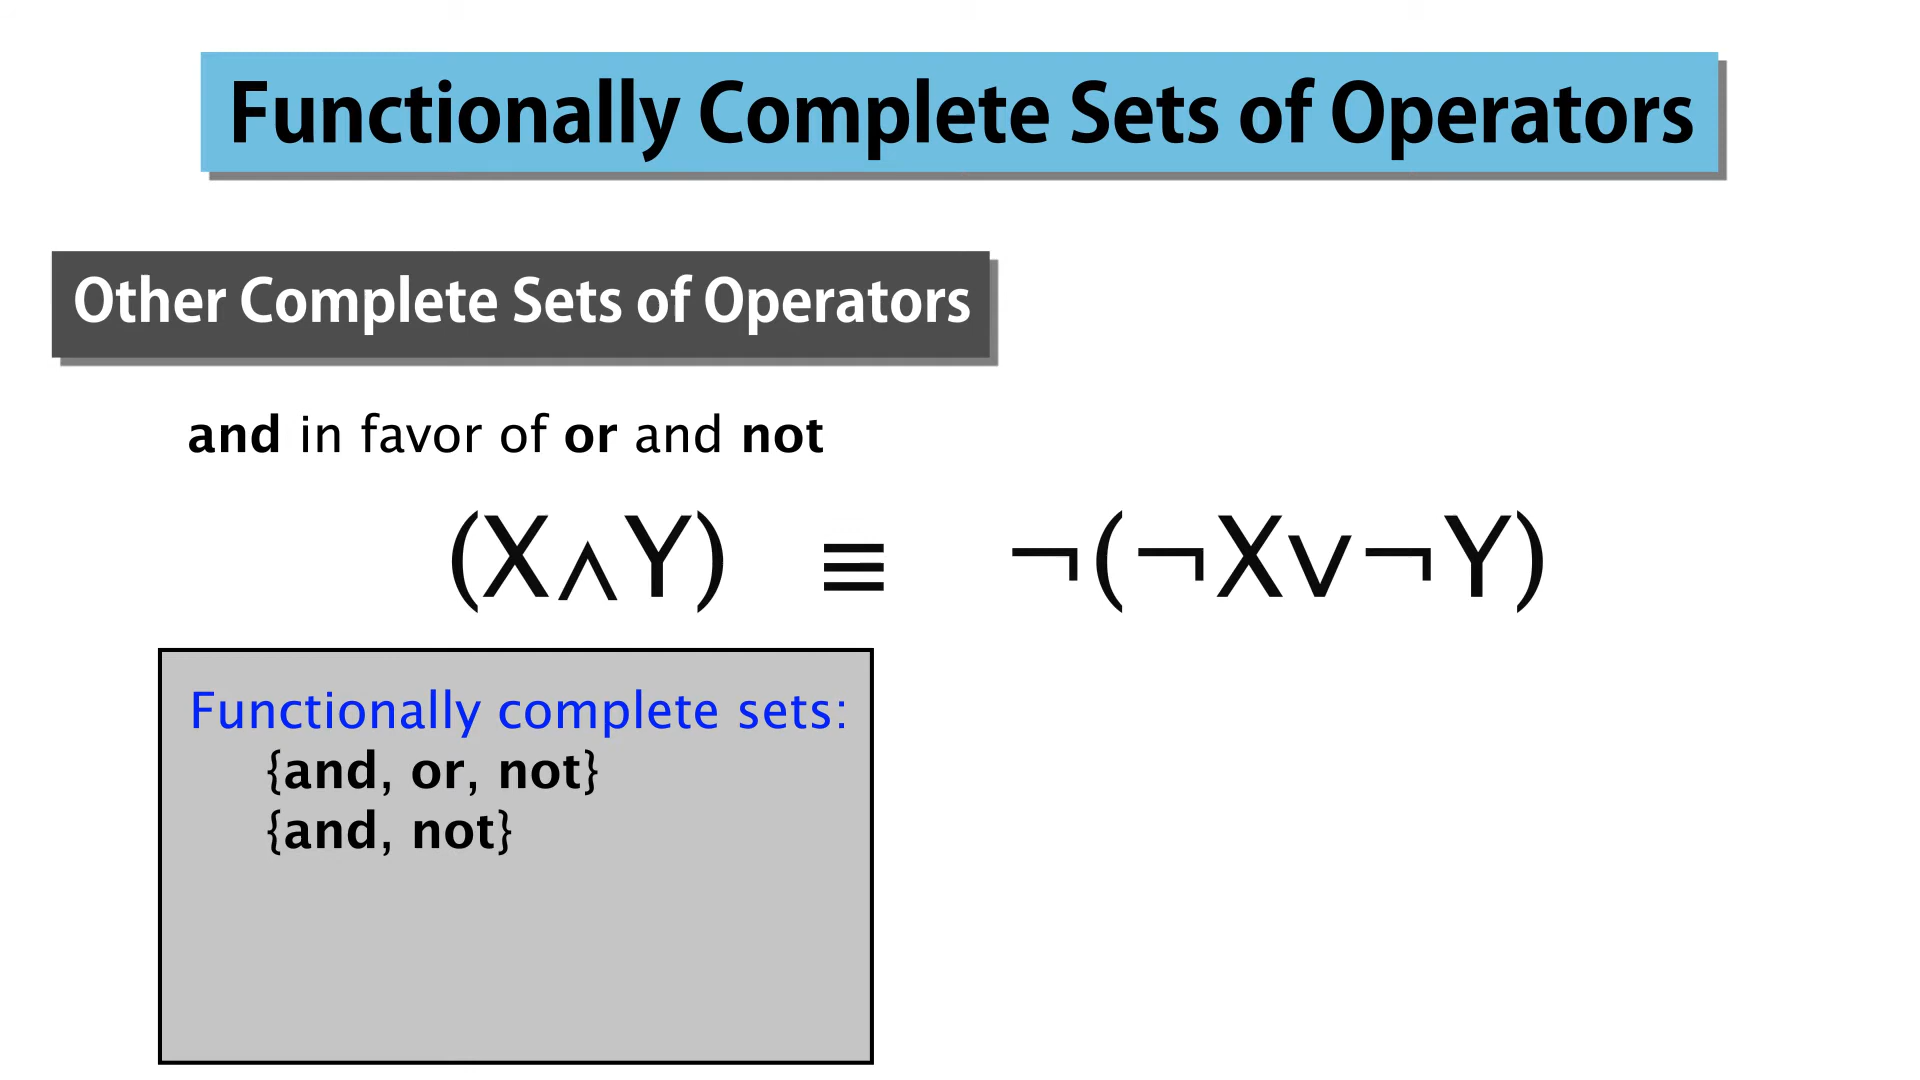 Functionally Complete Sets of Operators
Other Complete Sets of Operators
and in favor of or and not
(X∧Y) ≡ ¬(¬X∨¬Y)
Functionally complete sets:
{and, or, not}
{and, not}